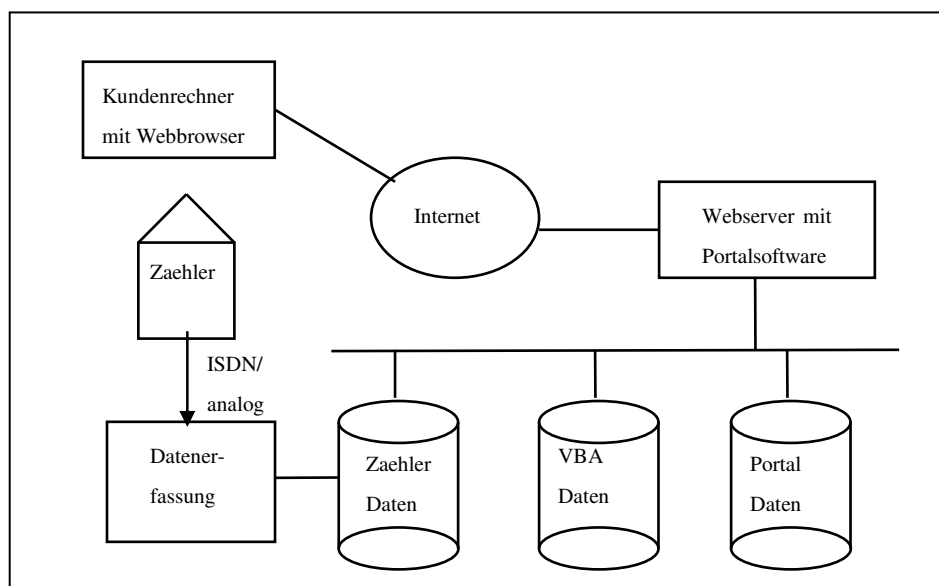 Kundenrechner
mit Webbrowser
Internet
Webserver mit
Portalsoftware
Zaehler
ISDN/
analog
Datener-
fassung
Zaehler
Daten
VBA
Daten
Portal
Daten